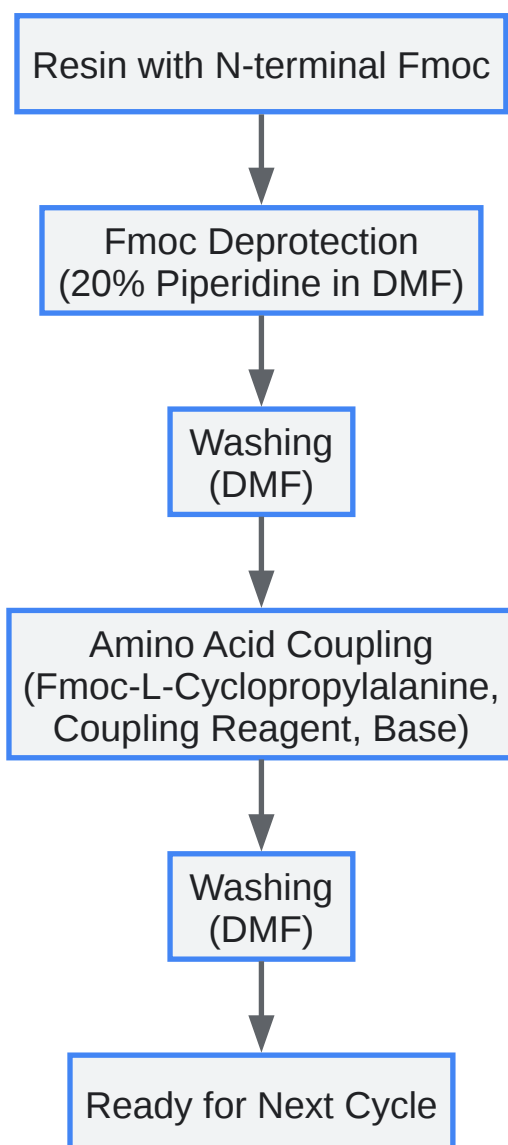 Resin with N-terminal Fmoc
Fmoc Deprotection
(20% Piperidine in DMF)
Washing
(DMF)
Amino Acid Coupling
(Fmoc-L-Cyclopropylalanine,
Coupling Reagent, Base)
Washing
(DMF)
Ready for Next Cycle